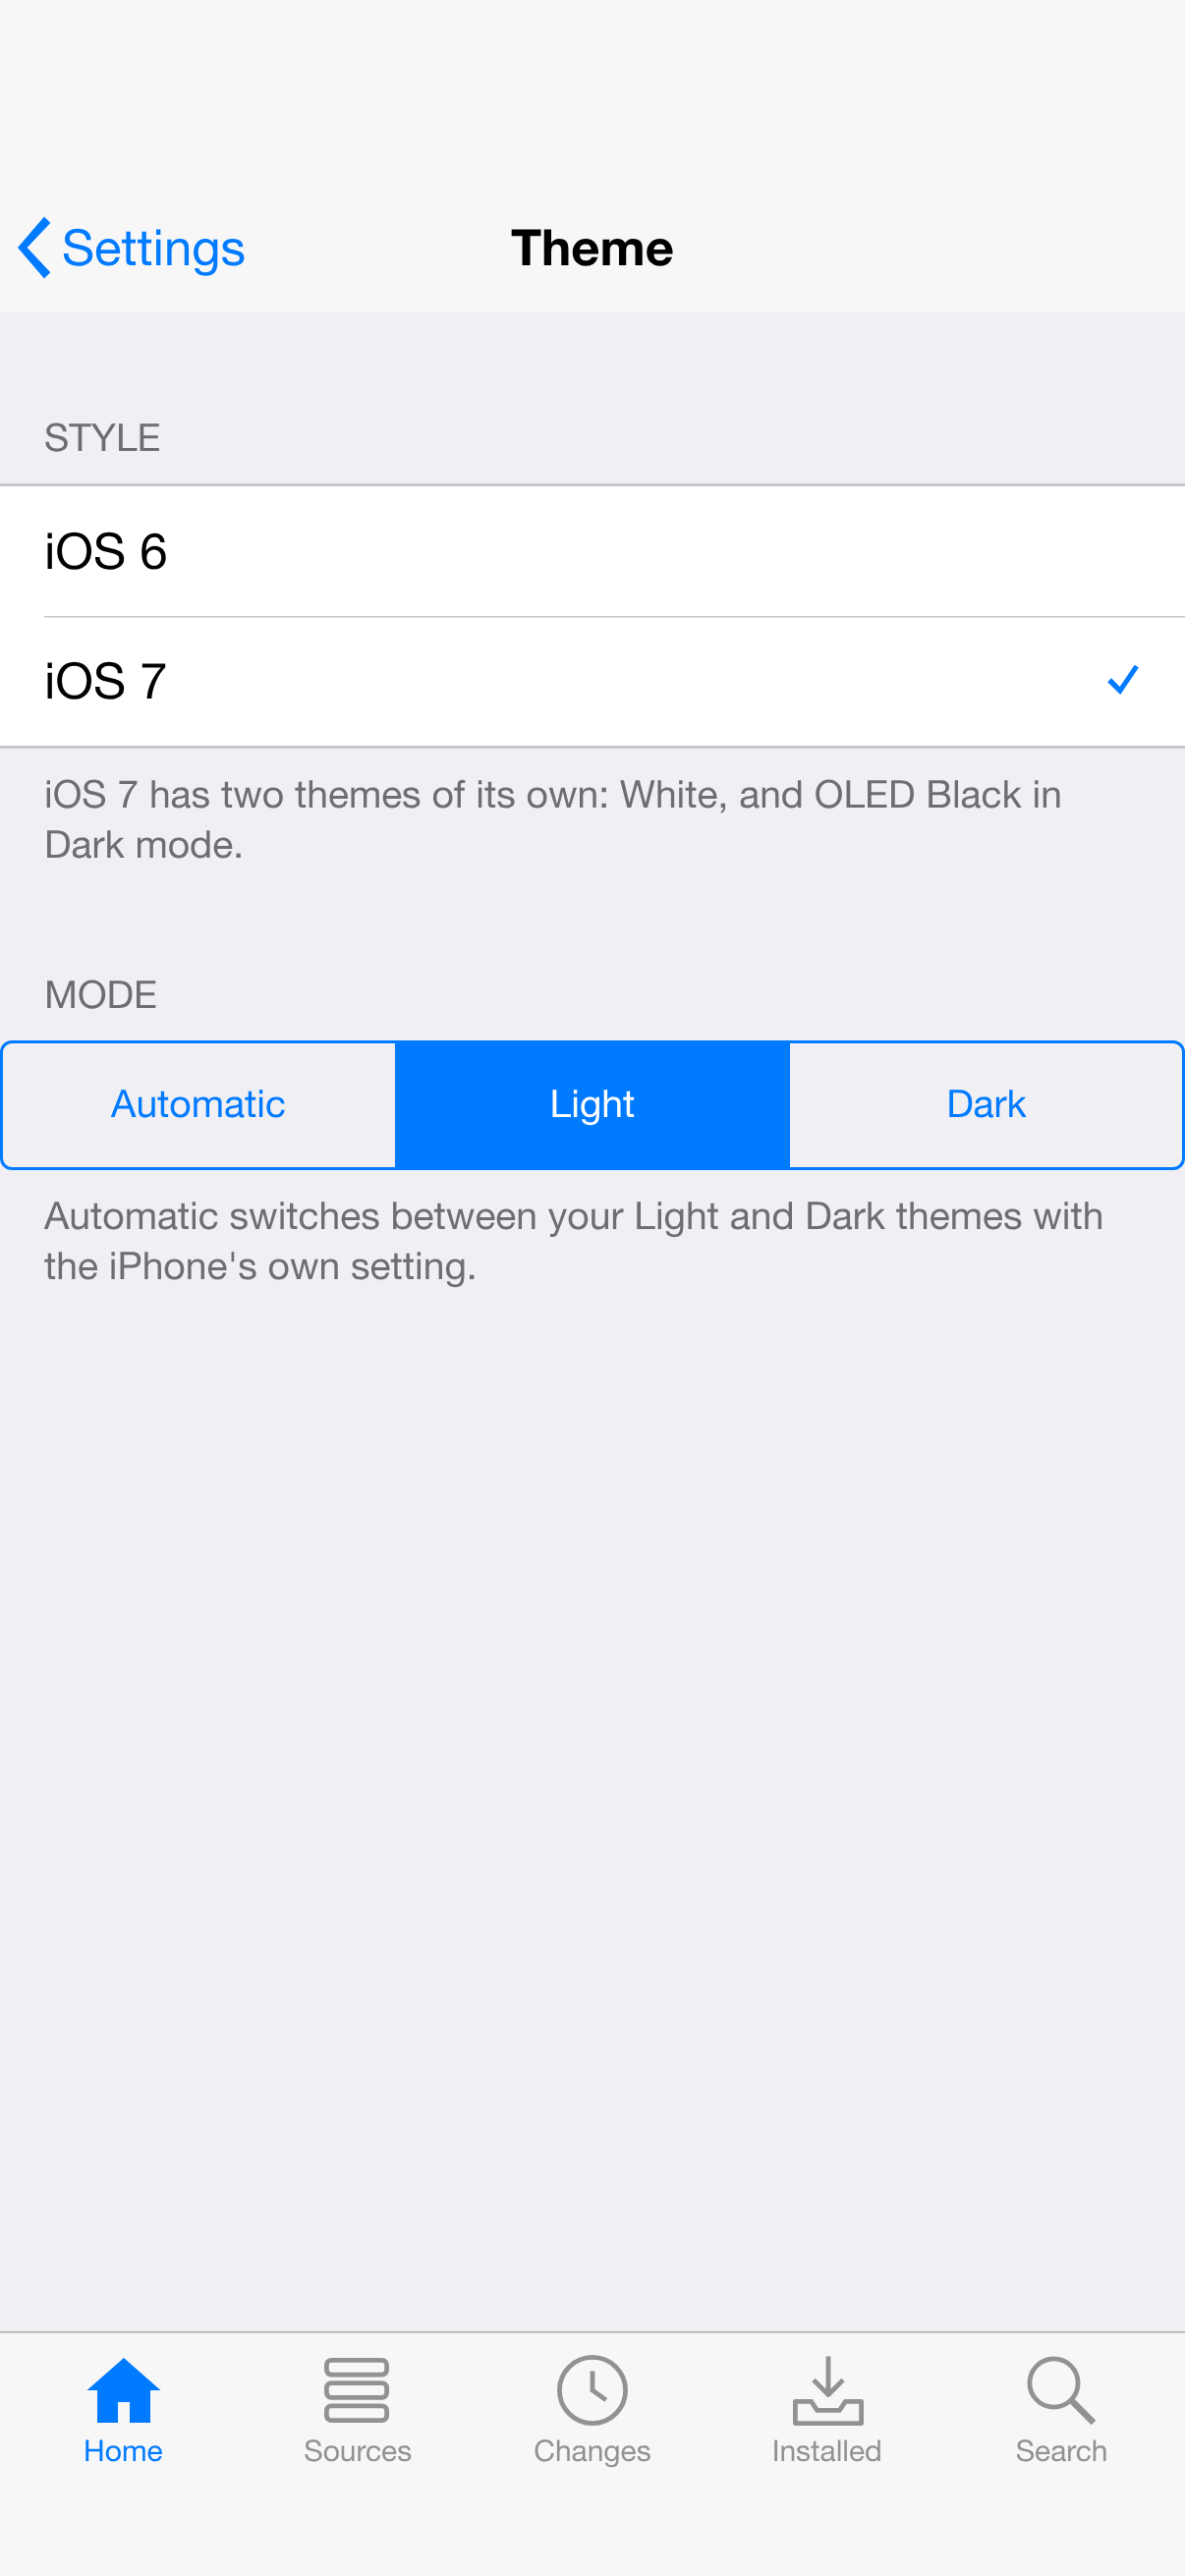 Settings
Theme
STYLE
iOS 6
iOS 7
iOS 7 has two themes of its own: White, and OLED Black in
Dark mode.
MODE
Automatic
Light
Dark
Automatic switches between your Light and Dark themes with
the iPhone's own setting.
Home
Sources
Changes
Installed
Search